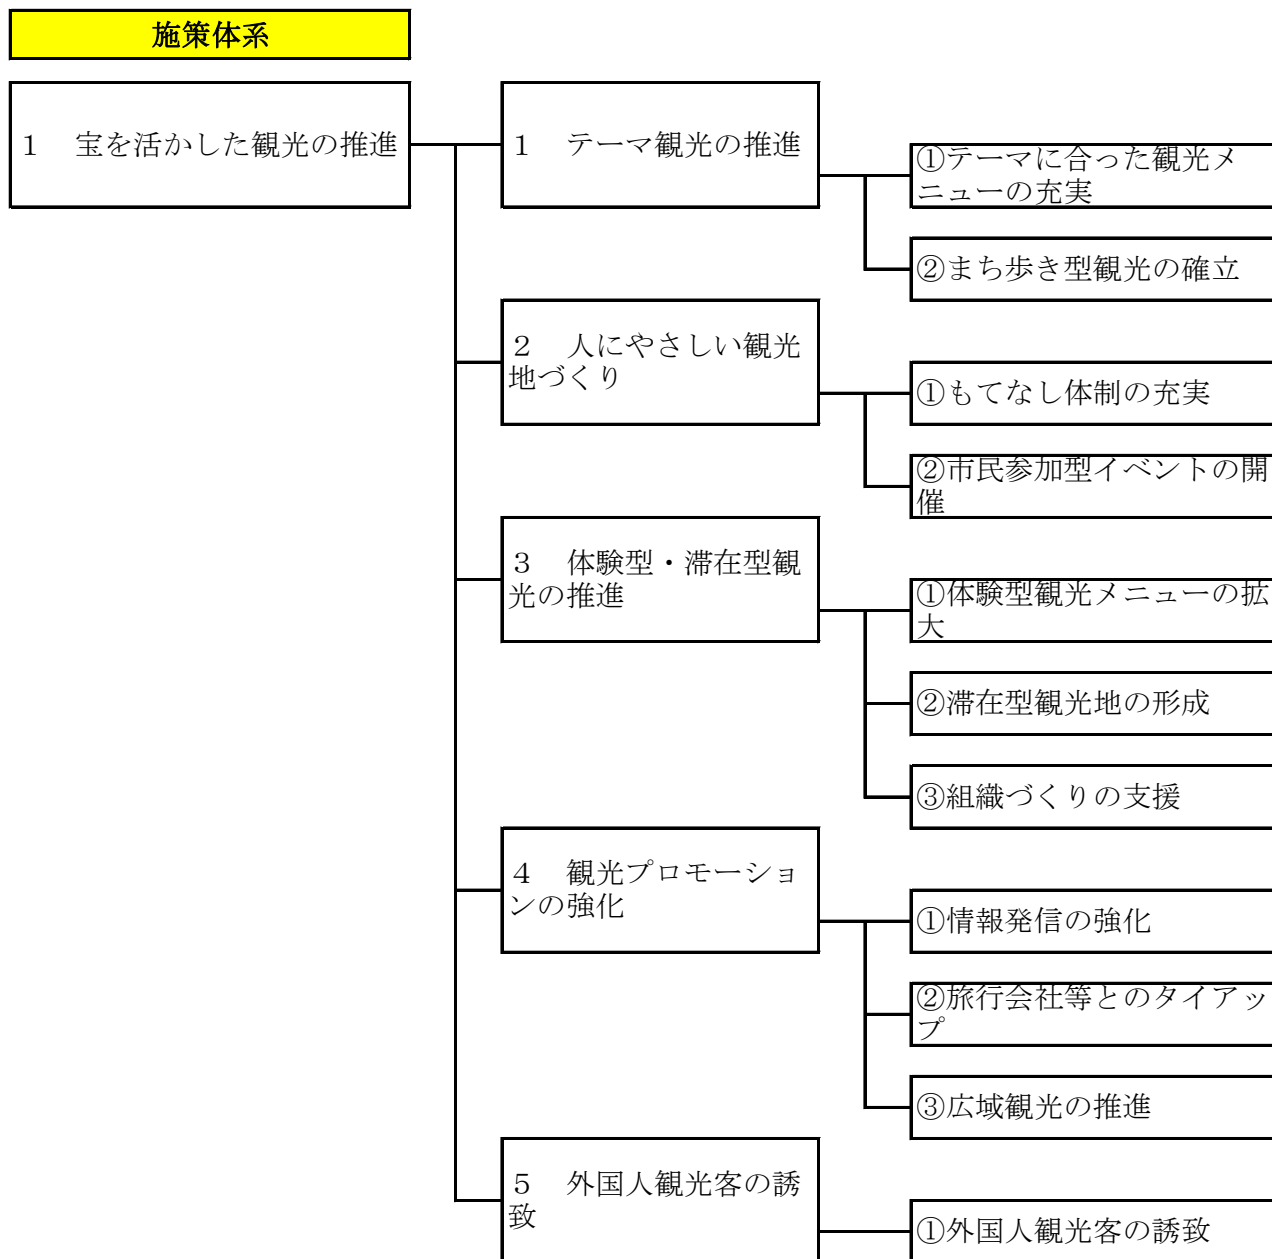 施策体系
１　宝を活かした観光の推進
１　テーマ観光の推進
①テーマに合った観光メ
ニューの充実
②まち歩き型観光の確立
２　人にやさしい観光
地づくり
①もてなし体制の充実
②市民参加型イベントの開
催
３　体験型・滞在型観
光の推進
①体験型観光メニューの拡
大
②滞在型観光地の形成
③組織づくりの支援
４　観光プロモーショ
ンの強化
①情報発信の強化
②旅行会社等とのタイアッ
プ
③広域観光の推進
５　外国人観光客の誘
致
①外国人観光客の誘致